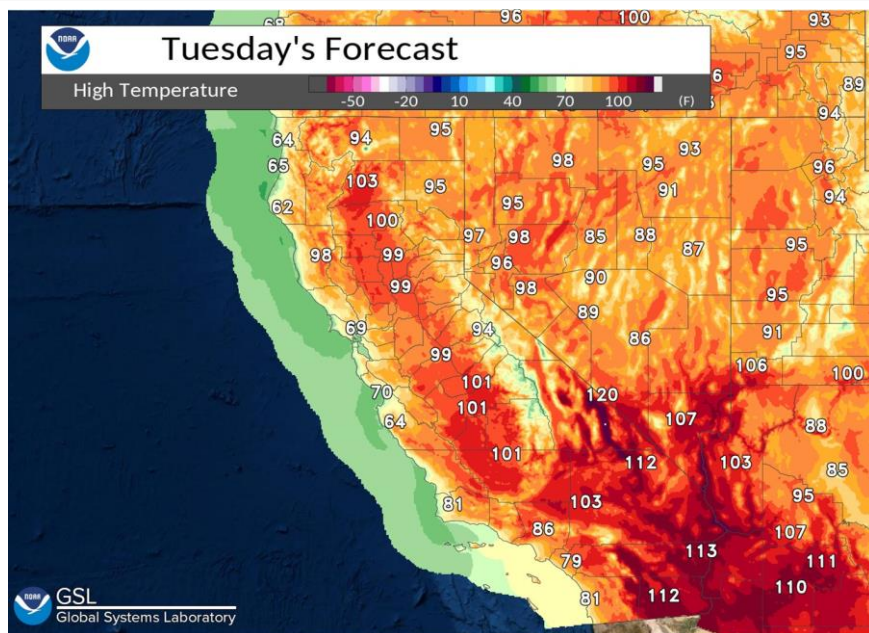 68 96 100 93
NOAA
Tuesday's Forecast
95
High Temperature
-50 -20 10 40 70 100 (F)
89
94
64 94 95 98 95 93
65 96
103 95 91 94
62 100 95
97 98 85 88 87 95
98 99 96 90
99 98 95
89
69 94 86 91
99 106 100
101
70 101 120 107 88
64
101 112 103 85
81 103 95
86 107
79 113 111
110
81 112
NOAA
GSL
Global Systems Laboratory